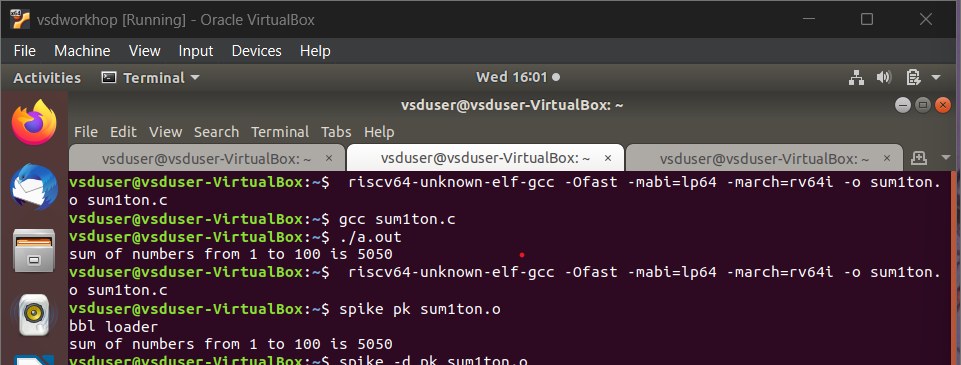 vsdworkhop [Running] - Oracle VirtualBox
File Machine View Input Devices Help
Activities Terminal Wed 16:01
vsduser@vsduser-VirtualBox: ~
File Edit View Search Terminal Tabs Help
vsduser@vsduser-VirtualBox: ~ × vsduser@vsduser-VirtualBox: ~ × vsduser@vsduser-VirtualBox: ~ ×
vsduser@vsduser-VirtualBox:~$  riscv64-unknown-elf-gcc -Ofast -mabi=lp64 -march=rv64i -o sum1ton.
o sum1ton.c
vsduser@vsduser-VirtualBox:~$ gcc sum1ton.c
vsduser@vsduser-VirtualBox:~$ ./a.out
sum of numbers from 1 to 100 is 5050
vsduser@vsduser-VirtualBox:~$  riscv64-unknown-elf-gcc -Ofast -mabi=lp64 -march=rv64i -o sum1ton.
o sum1ton.c
vsduser@vsduser-VirtualBox:~$ spike pk sum1ton.o
bbl loader
sum of numbers from 1 to 100 is 5050
vsduser@vsduser-VirtualBox:~$ spike -d pk sum1ton.o